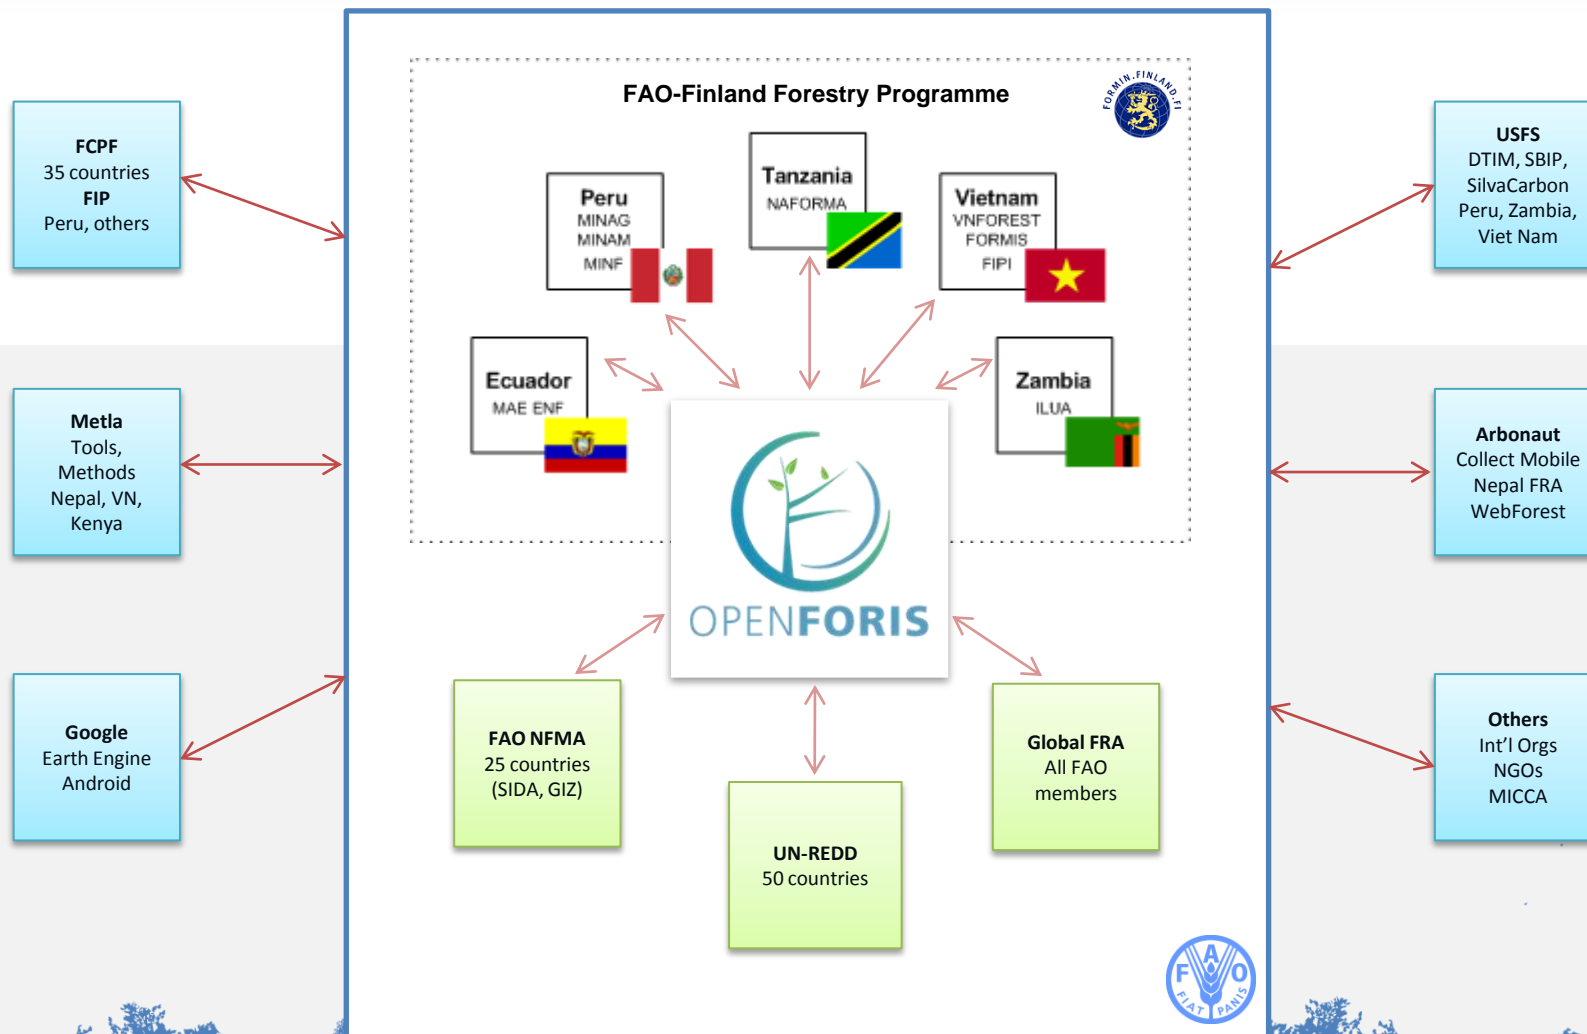 FAO-Finland Forestry Programme
FORMIN.FINLAND.FI
FCPF
35 countries
FIP
Peru, others
Peru
MINAG
MINAM
MINF
Tanzania
NAFORMA
Vietnam
VNFOREST
FORMIS
FIPI
USFS
DTIM, SBIP,
SilvaCarbon
Peru, Zambia,
Viet Nam
Ecuador
MAE ENF
Zambia
ILUA
Metla
Tools,
Methods
Nepal, VN,
Kenya
Arbonaut
Collect Mobile
Nepal FRA
WebForest
OPENFORIS
Google
Earth Engine
Android
FAO NFMA
25 countries
(SIDA, GIZ)
UN-REDD
50 countries
Global FRA
All FAO
members
Others
Int'l Orgs
NGOs
MICCA
FAO
FIAT PANIS